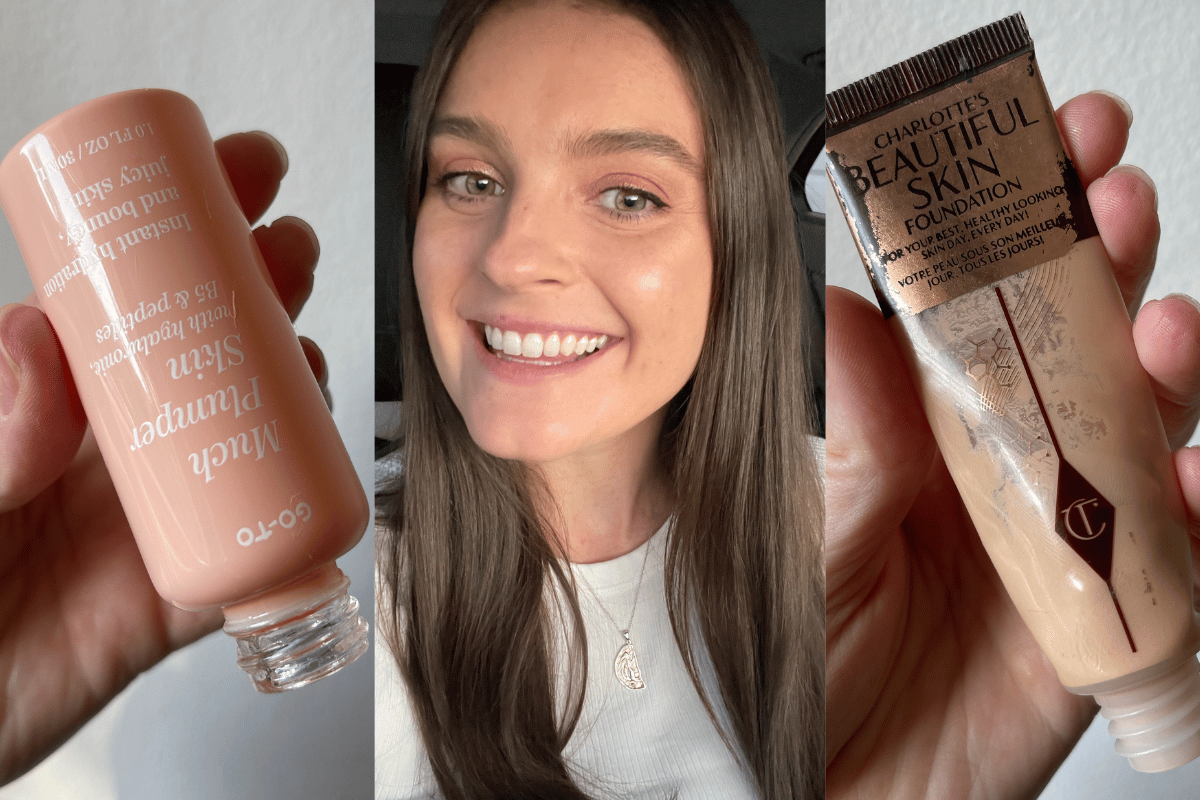 GO-TO
Much
Plumper
Skin
(with hyaluronic,
B5 & peptides
Instant hydration
and bouncy,
juicy skin.
1.0 FL OZ / 30
CHARLOTTE'S
BEAUTIFUL
SKIN
FOUNDATION
FOR YOUR BEST, HEALTHY LOOKING
SKIN DAY, EVERY DAY!
VOTRE PEAU SOUS SON MEILLEUR
JOUR, TOUS LES JOURS!
CT